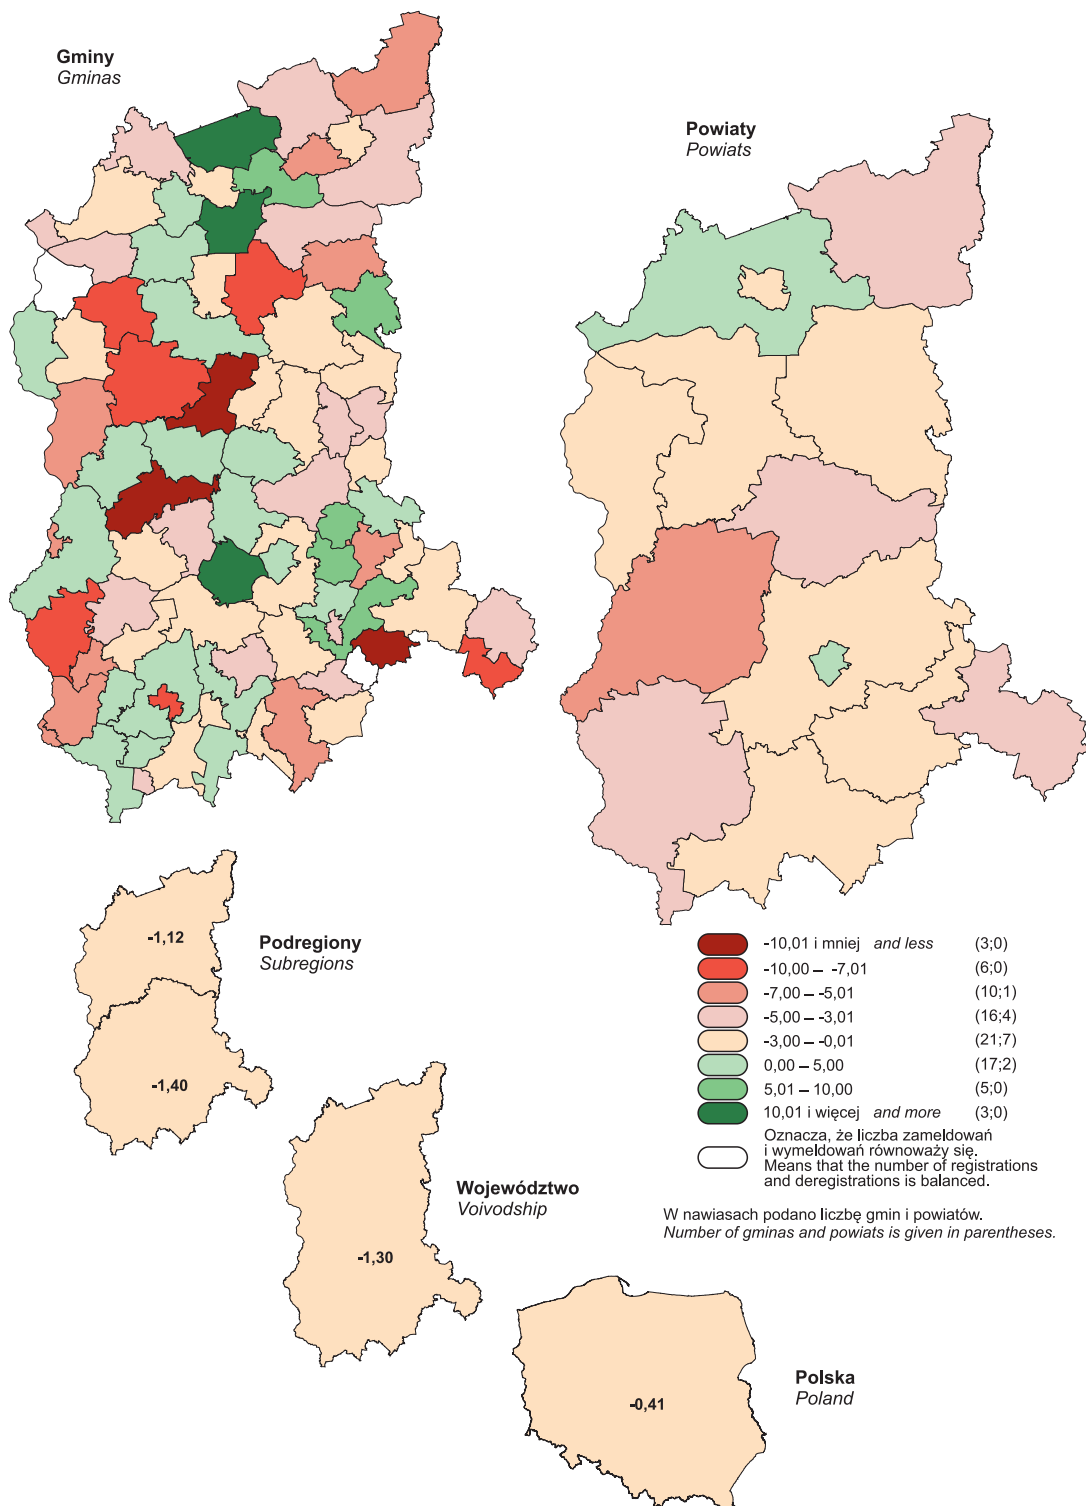 Gminy
Gminas
Powiaty
Powiats
-1,12
-1,40
Podregiony
Subregions
-10,01 i mniej and less (3;0)
-10,00 – -7,01 (6;0)
-7,00 – -5,01 (10;1)
-5,00 – -3,01 (16;4)
-3,00 – -0,01 (21;7)
0,00 – 5,00 (17;2)
5,01 – 10,00 (5;0)
10,01 i więcej and more (3;0)
Oznacza, że liczba zameldowań
i wymeldowań równoważy się.
Means that the number of registrations
and deregistrations is balanced.
W nawiasach podano liczbę gmin i powiatów.
Number of gminas and powiats is given in parentheses.
Województwo
Voivodship
-1,30
Polska
Poland
-0,41